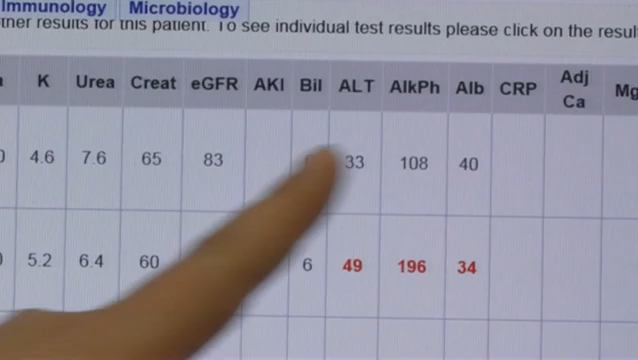 Immunology Microbiology
results for this patient. To see individual test results please click on the
K Urea Creat eGFR AKI Bil ALT AlkPh Alb CRP Adj Ca Mg
4.6 7.6 65 83 33 108 40
5.2 6.4 60 6 49 196 34